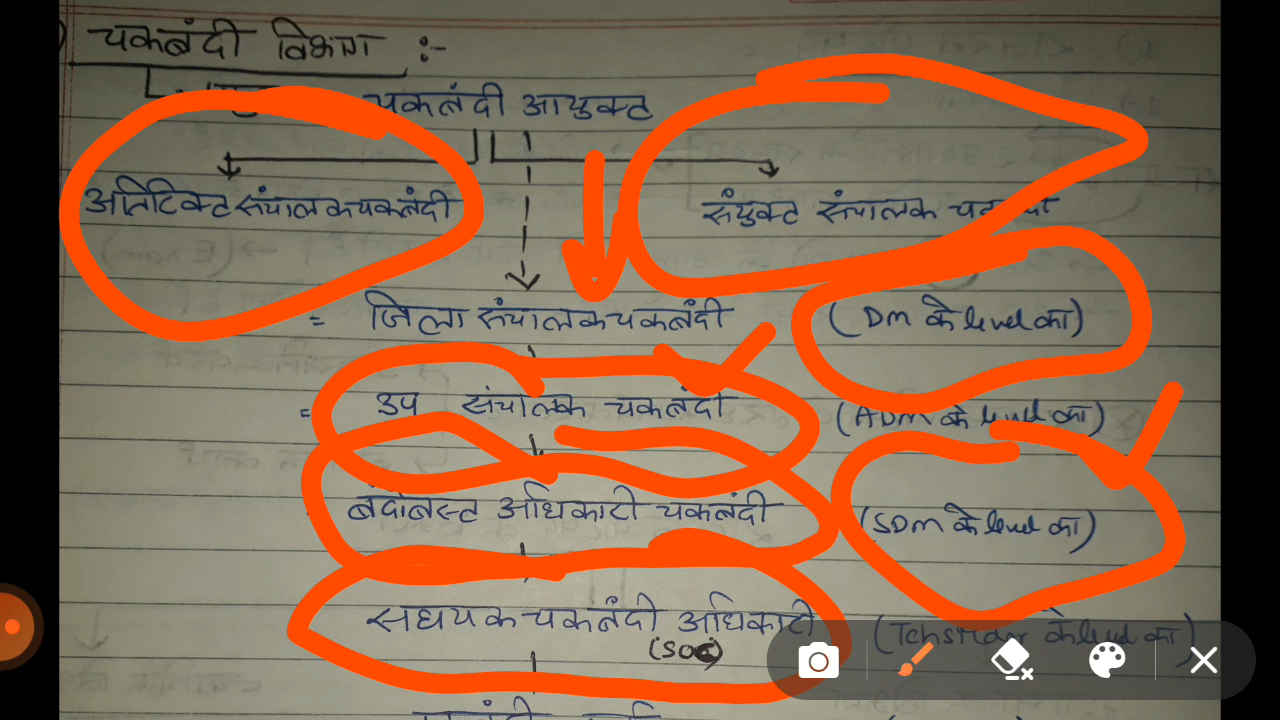 चकबंदी विभाग :-
चकबंदी आयुक्ट
अतिटिक्ट संचालक चकबंदी
संयुक्ट संचालक
= जिला संचालक चकबंदी (DM के level का)
= उप संचालक चकबंदी (ADM के level का)
बंदोबस्ट अधिकाटी चकबंदी (SDM के level का)
सहायक चकबंदी अधिकाटी
(SOC)
के level का)